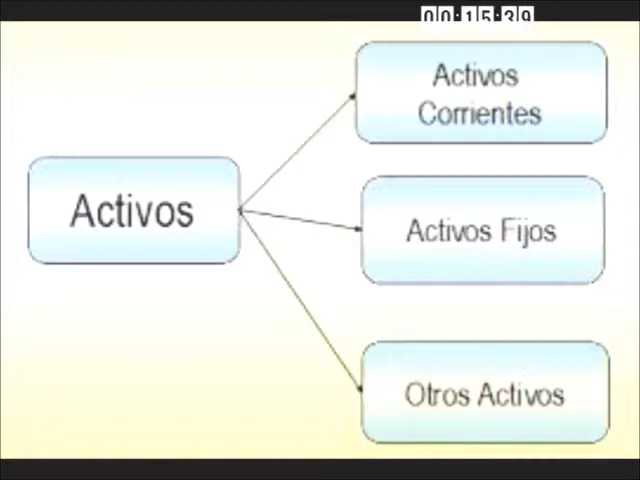 00:15:39
Activos
Corrientes
Activos
Activos Fijos
Otros Activos